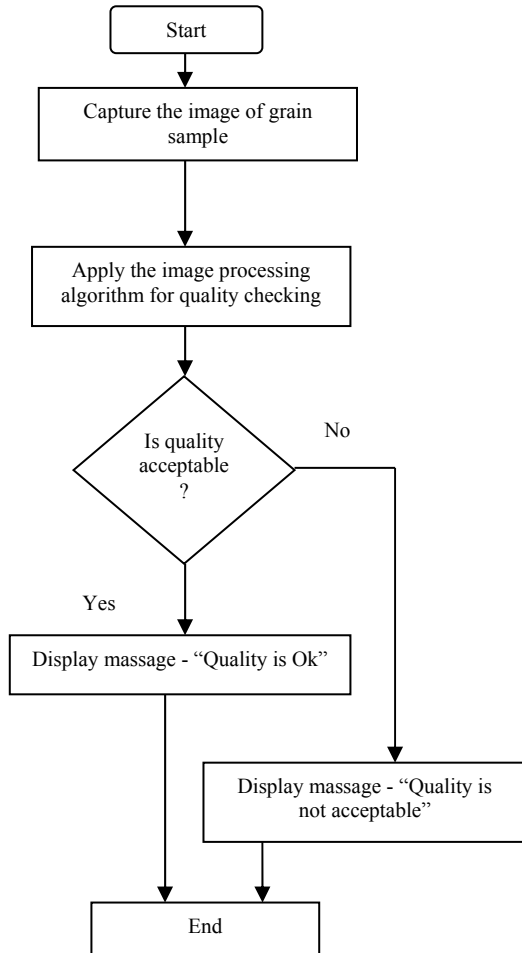 Start
Capture the image of grain
sample
Apply the image processing
algorithm for quality checking
Is quality
acceptable
?
No
Yes
Display massage - “Quality is Ok”
Display massage - “Quality is
not acceptable”
End